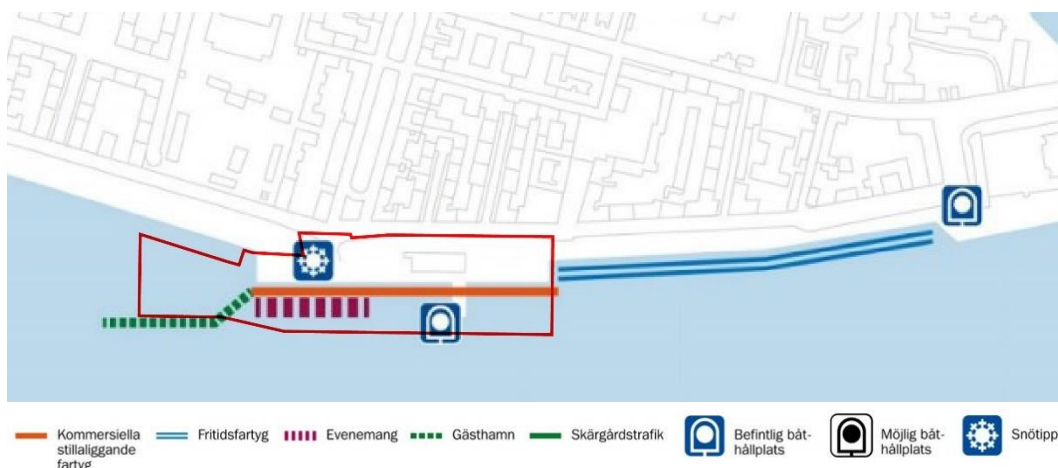 Kommersiella
stillaliggande
fartyg
Fritidsfartyg
Evenemang
Gästhamn
Skärgårdstrafik
Befintlig båt-
hållplats
Möjlig båt-
hållplats
Snötipp